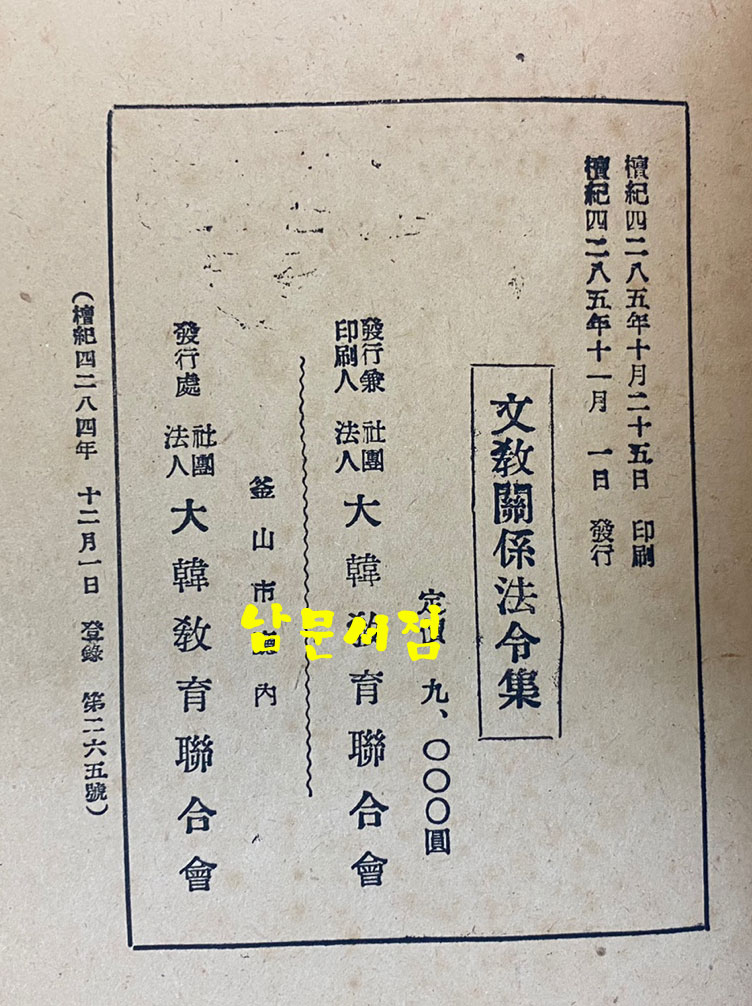 檀紀四二八五年十月二十五日 印刷
檀紀四二八五年十一月 一日 發行
文敎關係法令集
定價 九、〇〇〇圓
發行兼
印刷人
社團
法人
大韓敎育聯合會
釜山市 內
發行處
社團
法人
大韓敎育聯合會
(檀紀四二八四年 十二月一日 登錄 第二六五號)
남문서점